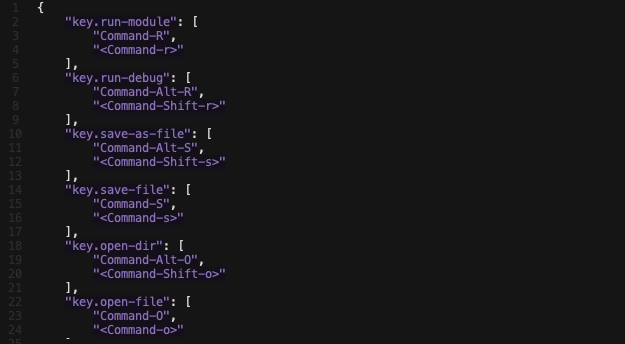 1 {
2     "key.run-module": [
3         "Command-R",
4         "<Command-r>"
5     ],
6     "key.run-debug": [
7         "Command-Alt-R",
8         "<Command-Shift-r>"
9     ],
10     "key.save-as-file": [
11         "Command-Alt-S",
12         "<Command-Shift-s>"
13     ],
14     "key.save-file": [
15         "Command-S",
16         "<Command-s>"
17     ],
18     "key.open-dir": [
19         "Command-Alt-O",
20         "<Command-Shift-o>"
21     ],
22     "key.open-file": [
23         "Command-O",
24         "<Command-o>"